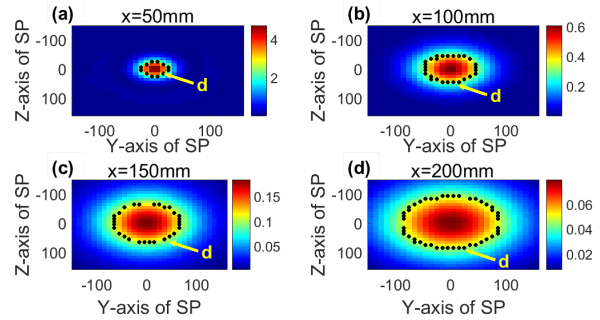 (a) x=50mm
Z-axis of SP
-100
0
100
-100 0 100
Y-axis of SP
4
2
d
(b) x=100mm
Z-axis of SP
-100
0
100
-100 0 100
Y-axis of SP
0.6
0.4
0.2
d
(c) x=150mm
Z-axis of SP
-100
0
100
-100 0 100
Y-axis of SP
0.15
0.1
0.05
d
(d) x=200mm
Z-axis of SP
-100
0
100
-100 0 100
Y-axis of SP
0.06
0.04
0.02
d